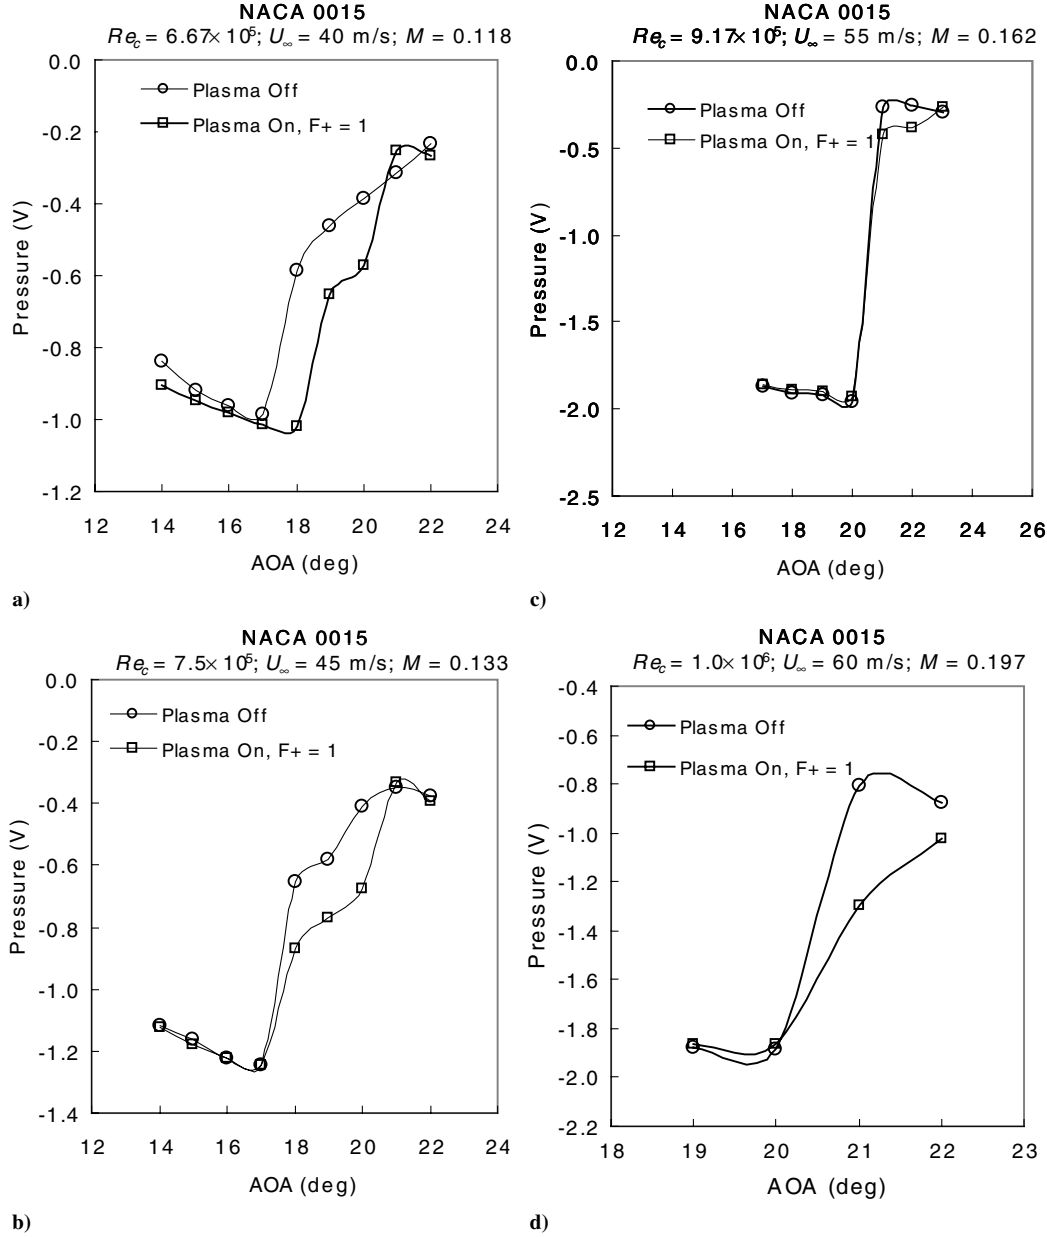 NACA 0015
Re_c = 6.67× 10^5; U_∞ = 40 m/s; M = 0.118
0.0
-0.2
-0.4
-0.6
-0.8
-1.0
-1.2
Pressure (V)
Plasma Off
Plasma On, F+ = 1
12 14 16 18 20 22 24
AOA (deg)
a)
NACA 0015
Re_c = 9.17× 10^5; U_∞ = 55 m/s; M = 0.162
0.0
-0.5
-1.0
-1.5
-2.0
-2.5
Pressure (V)
Plasma Off
Plasma On, F+ = 1
12 14 16 18 20 22 24 26
AOA (deg)
c)
NACA 0015
Re_c = 7.5× 10^5; U_∞ = 45 m/s; M = 0.133
0.0
-0.2
-0.4
-0.6
-0.8
-1.0
-1.2
-1.4
Pressure (V)
Plasma Off
Plasma On, F+ = 1
12 14 16 18 20 22 24
AOA (deg)
b)
NACA 0015
Re_c = 1.0× 10^6; U_∞ = 60 m/s; M = 0.197
-0.4
-0.6
-0.8
-1.0
-1.2
-1.4
-1.6
-1.8
-2.0
-2.2
Pressure (V)
Plasma Off
Plasma On, F+ = 1
18 19 20 21 22 23
AOA (deg)
d)